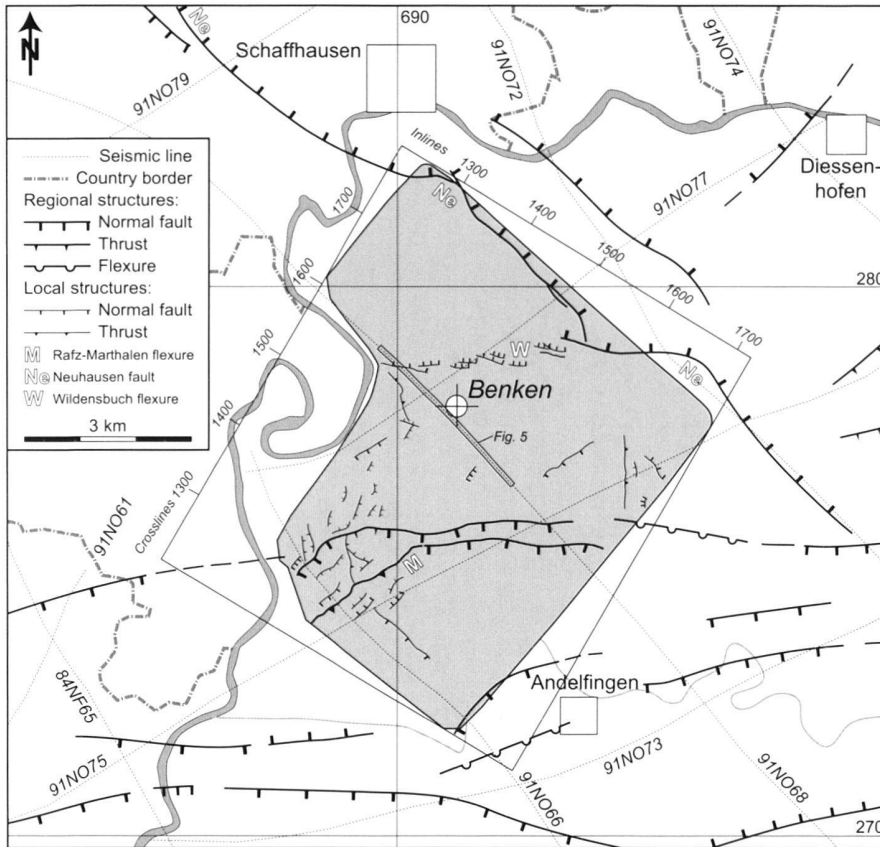 N
Ne
690
Schaffhausen
91NO79
91NO72
91NO74
Diessen-
hofen
Inlines
1300
1400
1500
1600
1700
Ne
91NO77
280
Seismic line
Country border
Regional structures:
Normal fault
Thrust
Flexure
Local structures:
Normal fault
Thrust
M Rafz-Marthalen flexure
Ne Neuhausen fault
W Wildensbuch flexure
3 km
1700
1600
1500
1400
Crosslines 1300
W
Ne
Benken
Fig. 5
91NO61
M
84NF65
Andelfingen
91NO75
91NO73
91NO66
91NO68
270